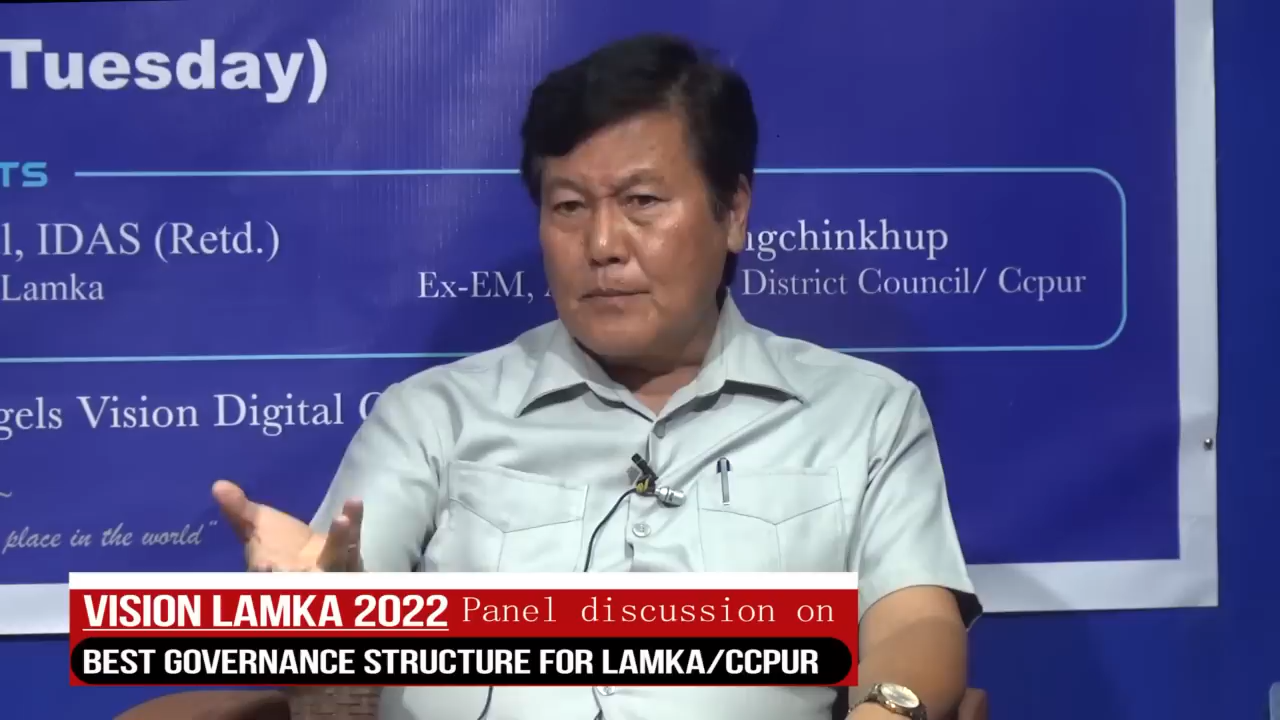 Tuesday)
TS
l, IDAS (Retd.)
Lamka
ngchinkhup
Ex-EM, District Council/ Ccpur
gels Vision Digital
place in the world"
VISION LAMKA 2022 Panel discussion on
BEST GOVERNANCE STRUCTURE FOR LAMKA/CCPUR